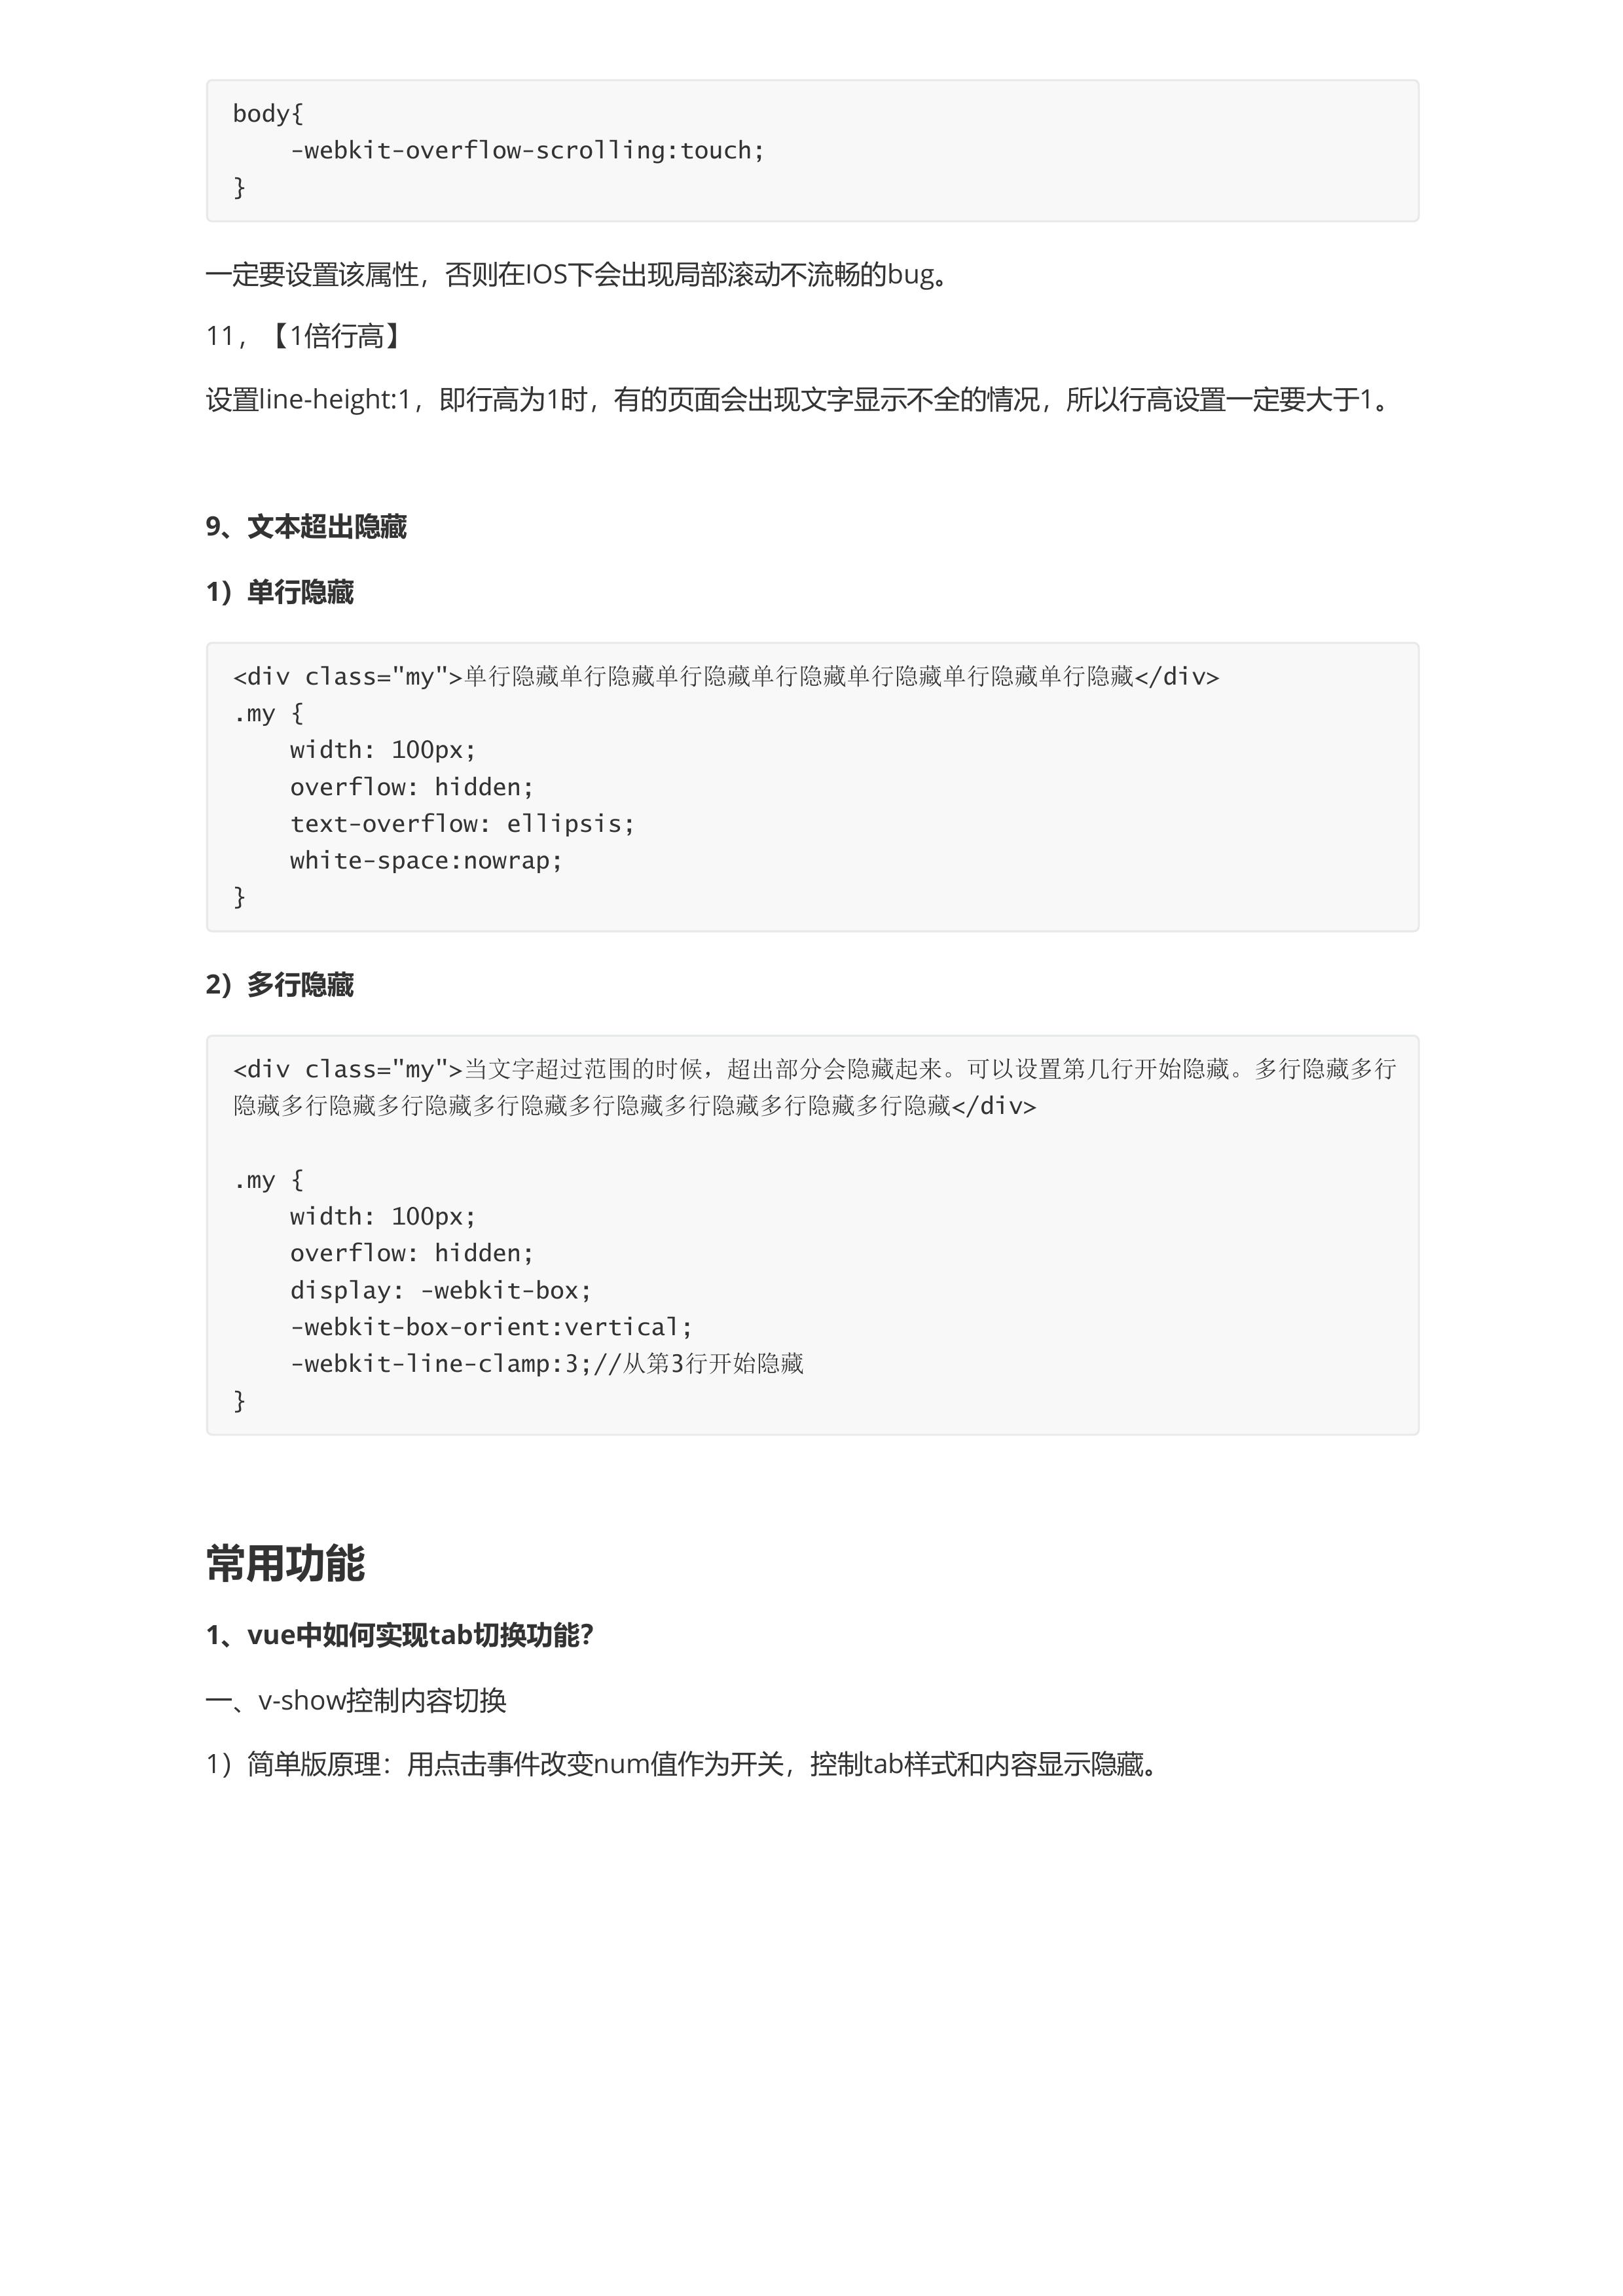 body{
    -webkit-overflow-scrolling:touch;
}
一定要设置该属性，否则在IOS下会出现局部滚动不流畅的bug。
11，【1倍行高】
设置line-height:1，即行高为1时，有的页面会出现文字显示不全的情况，所以行高设置一定要大于1。
9、文本超出隐藏
1）单行隐藏
<div class="my">单行隐藏单行隐藏单行隐藏单行隐藏单行隐藏单行隐藏单行隐藏</div>
.my {
    width: 100px;
    overflow: hidden;
    text-overflow: ellipsis;
    white-space:nowrap;
}
2）多行隐藏
<div class="my">当文字超过范围的时候，超出部分会隐藏起来。可以设置第几行开始隐藏。多行隐藏多行
隐藏多行隐藏多行隐藏多行隐藏多行隐藏多行隐藏多行隐藏多行隐藏</div>
.my {
    width: 100px;
    overflow: hidden;
    display: -webkit-box;
    -webkit-box-orient:vertical;
    -webkit-line-clamp:3;//从第3行开始隐藏
}
常用功能
1、vue中如何实现tab切换功能？
一、v-show控制内容切换
1）简单版原理：用点击事件改变num值作为开关，控制tab样式和内容显示隐藏。